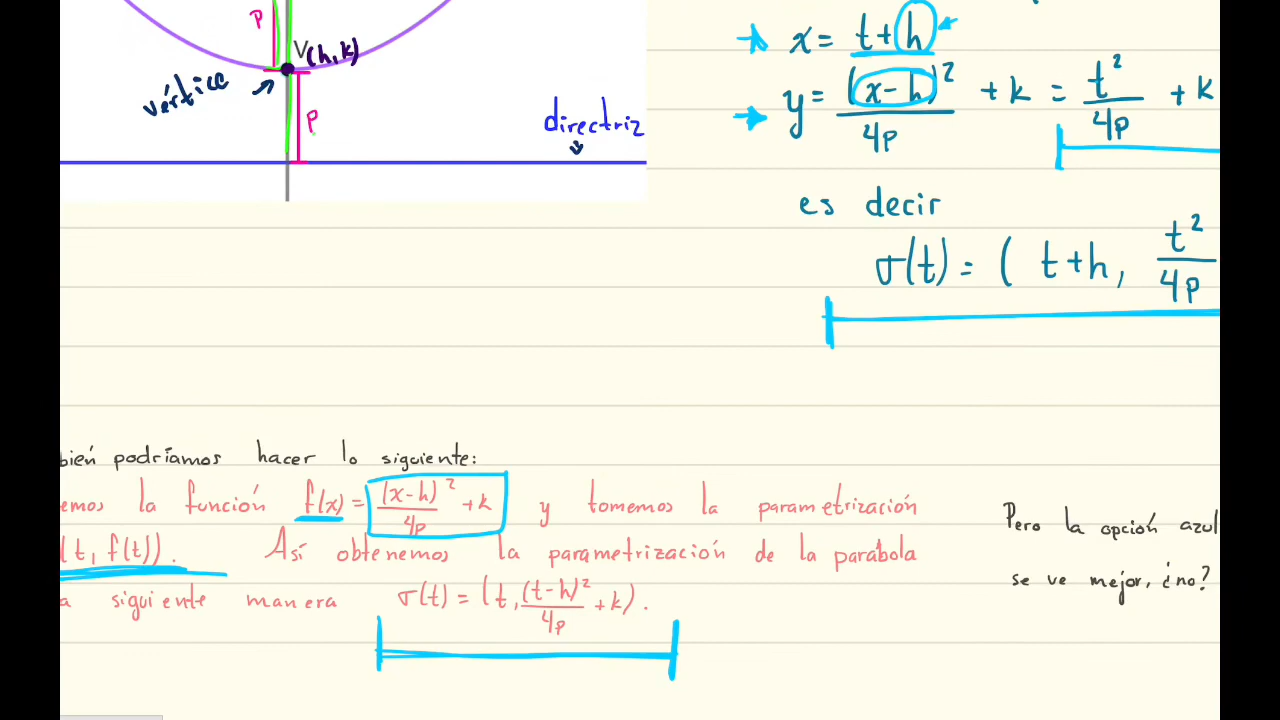 P
V(h,k)
vértice
P
directriz
x = t+h
y = (x-h)²/4p + k = t²/4p + k
es decir
σ(t) = ( t+h, t²/4p
bién podríamos hacer lo siguiente:
emos la función f(x) = (x-h)²/4p + k y tomemos la parametrización
(t, f(t)). Así obtenemos la parametrización de la parábola
a siguiente manera σ(t) = (t, (t-h)²/4p + k).
Pero la opción azul
se ve mejor, ¿no?